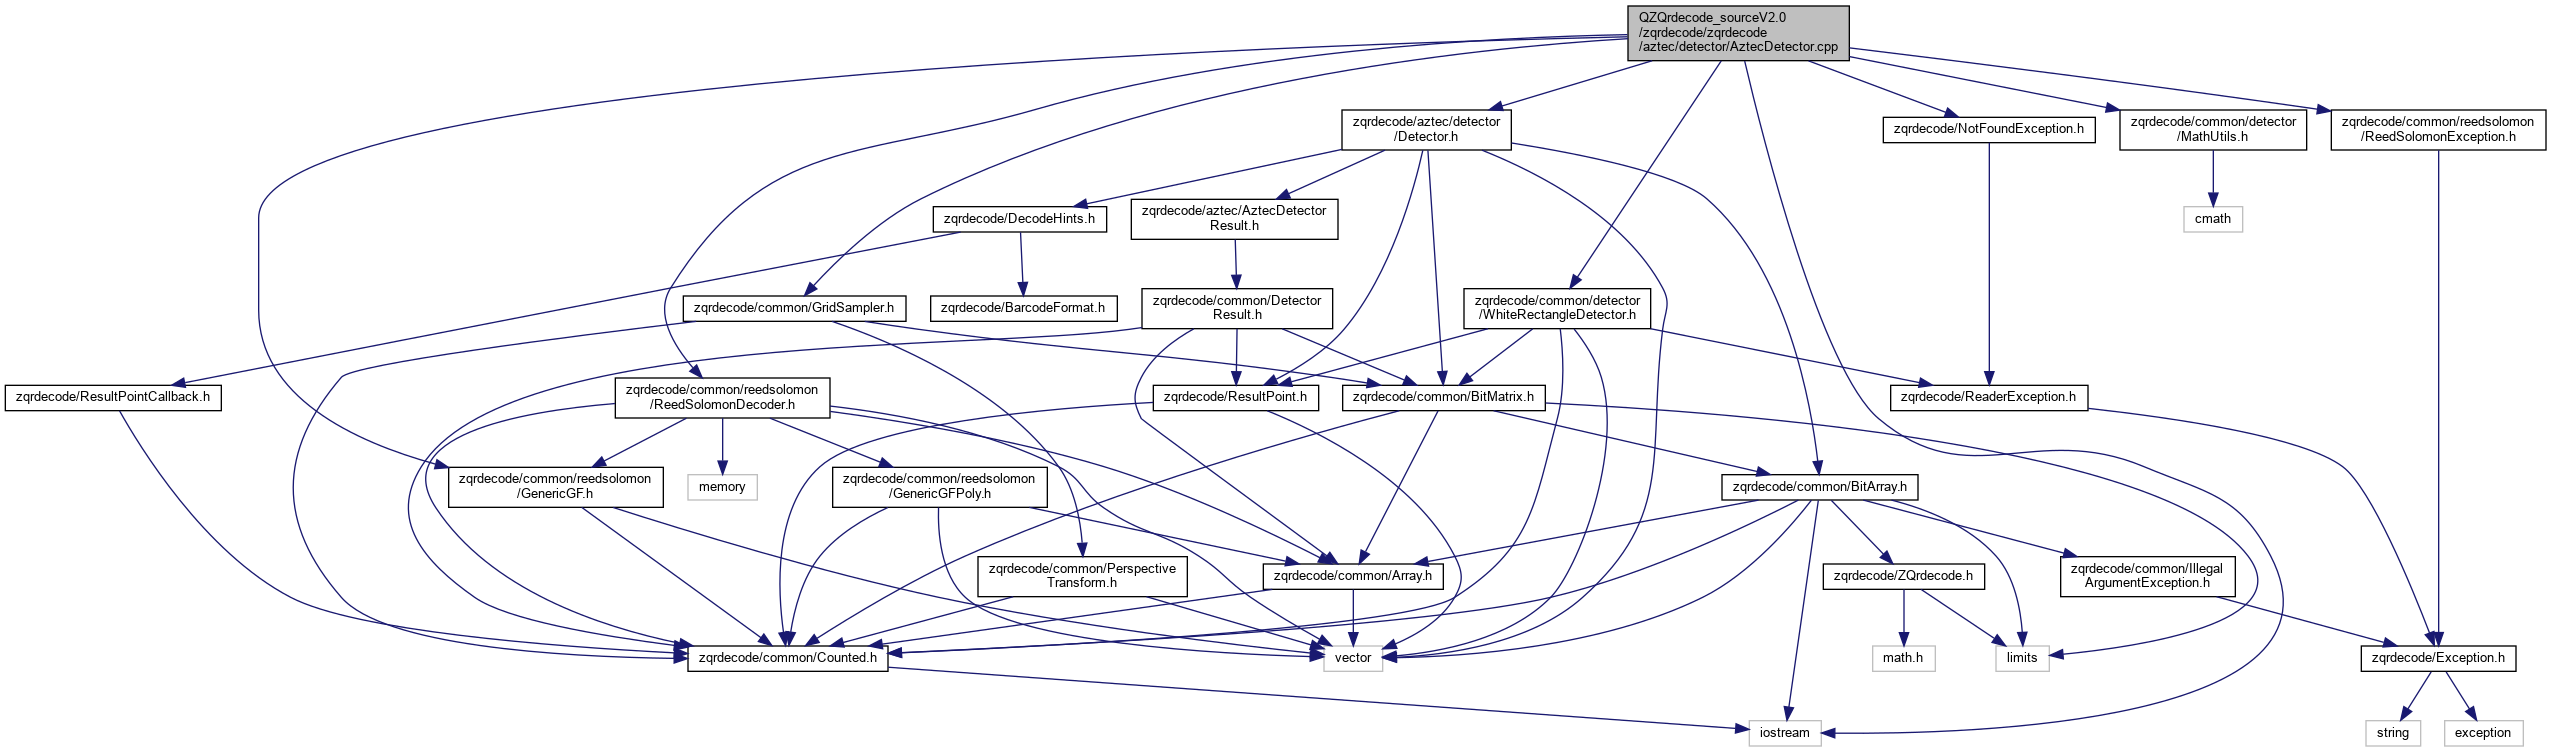 QZQrdecode_sourceV2.0
/zqrdecode/zqrdecode
/aztec/detector/AztecDetector.cpp
zqrdecode/aztec/detector
/Detector.h
zqrdecode/NotFoundException.h
zqrdecode/common/detector
/MathUtils.h
zqrdecode/common/reedsolomon
/ReedSolomonException.h
zqrdecode/DecodeHints.h
zqrdecode/aztec/AztecDetector
Result.h
cmath
zqrdecode/common/GridSampler.h
zqrdecode/BarcodeFormat.h
zqrdecode/common/Detector
Result.h
zqrdecode/common/detector
/WhiteRectangleDetector.h
zqrdecode/ResultPointCallback.h
zqrdecode/common/reedsolomon
/ReedSolomonDecoder.h
zqrdecode/ResultPoint.h
zqrdecode/common/BitMatrix.h
zqrdecode/ReaderException.h
zqrdecode/common/reedsolomon
/GenericGF.h
memory
zqrdecode/common/reedsolomon
/GenericGFPoly.h
zqrdecode/common/BitArray.h
zqrdecode/common/Perspective
Transform.h
zqrdecode/common/Array.h
zqrdecode/ZQrdecode.h
zqrdecode/common/Illegal
ArgumentException.h
zqrdecode/common/Counted.h
vector
math.h
limits
zqrdecode/Exception.h
iostream
string
exception